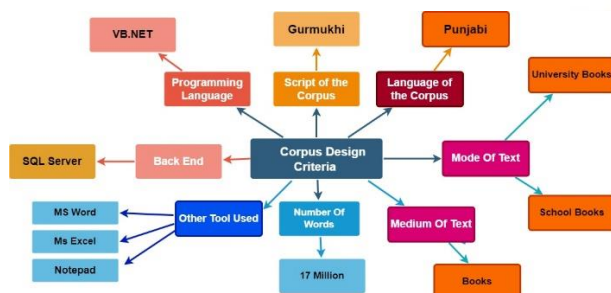 VB.NET
Gurmukhi
Punjabi
Programming
Language
Script of the
Corpus
Language of
the Corpus
University Books
SQL Server
Back End
Corpus Design
Criteria
Mode Of Text
MS Word
Ms Excel
Notepad
Other Tool Used
Number Of
Words
Medium Of Text
School Books
17 Million
Books